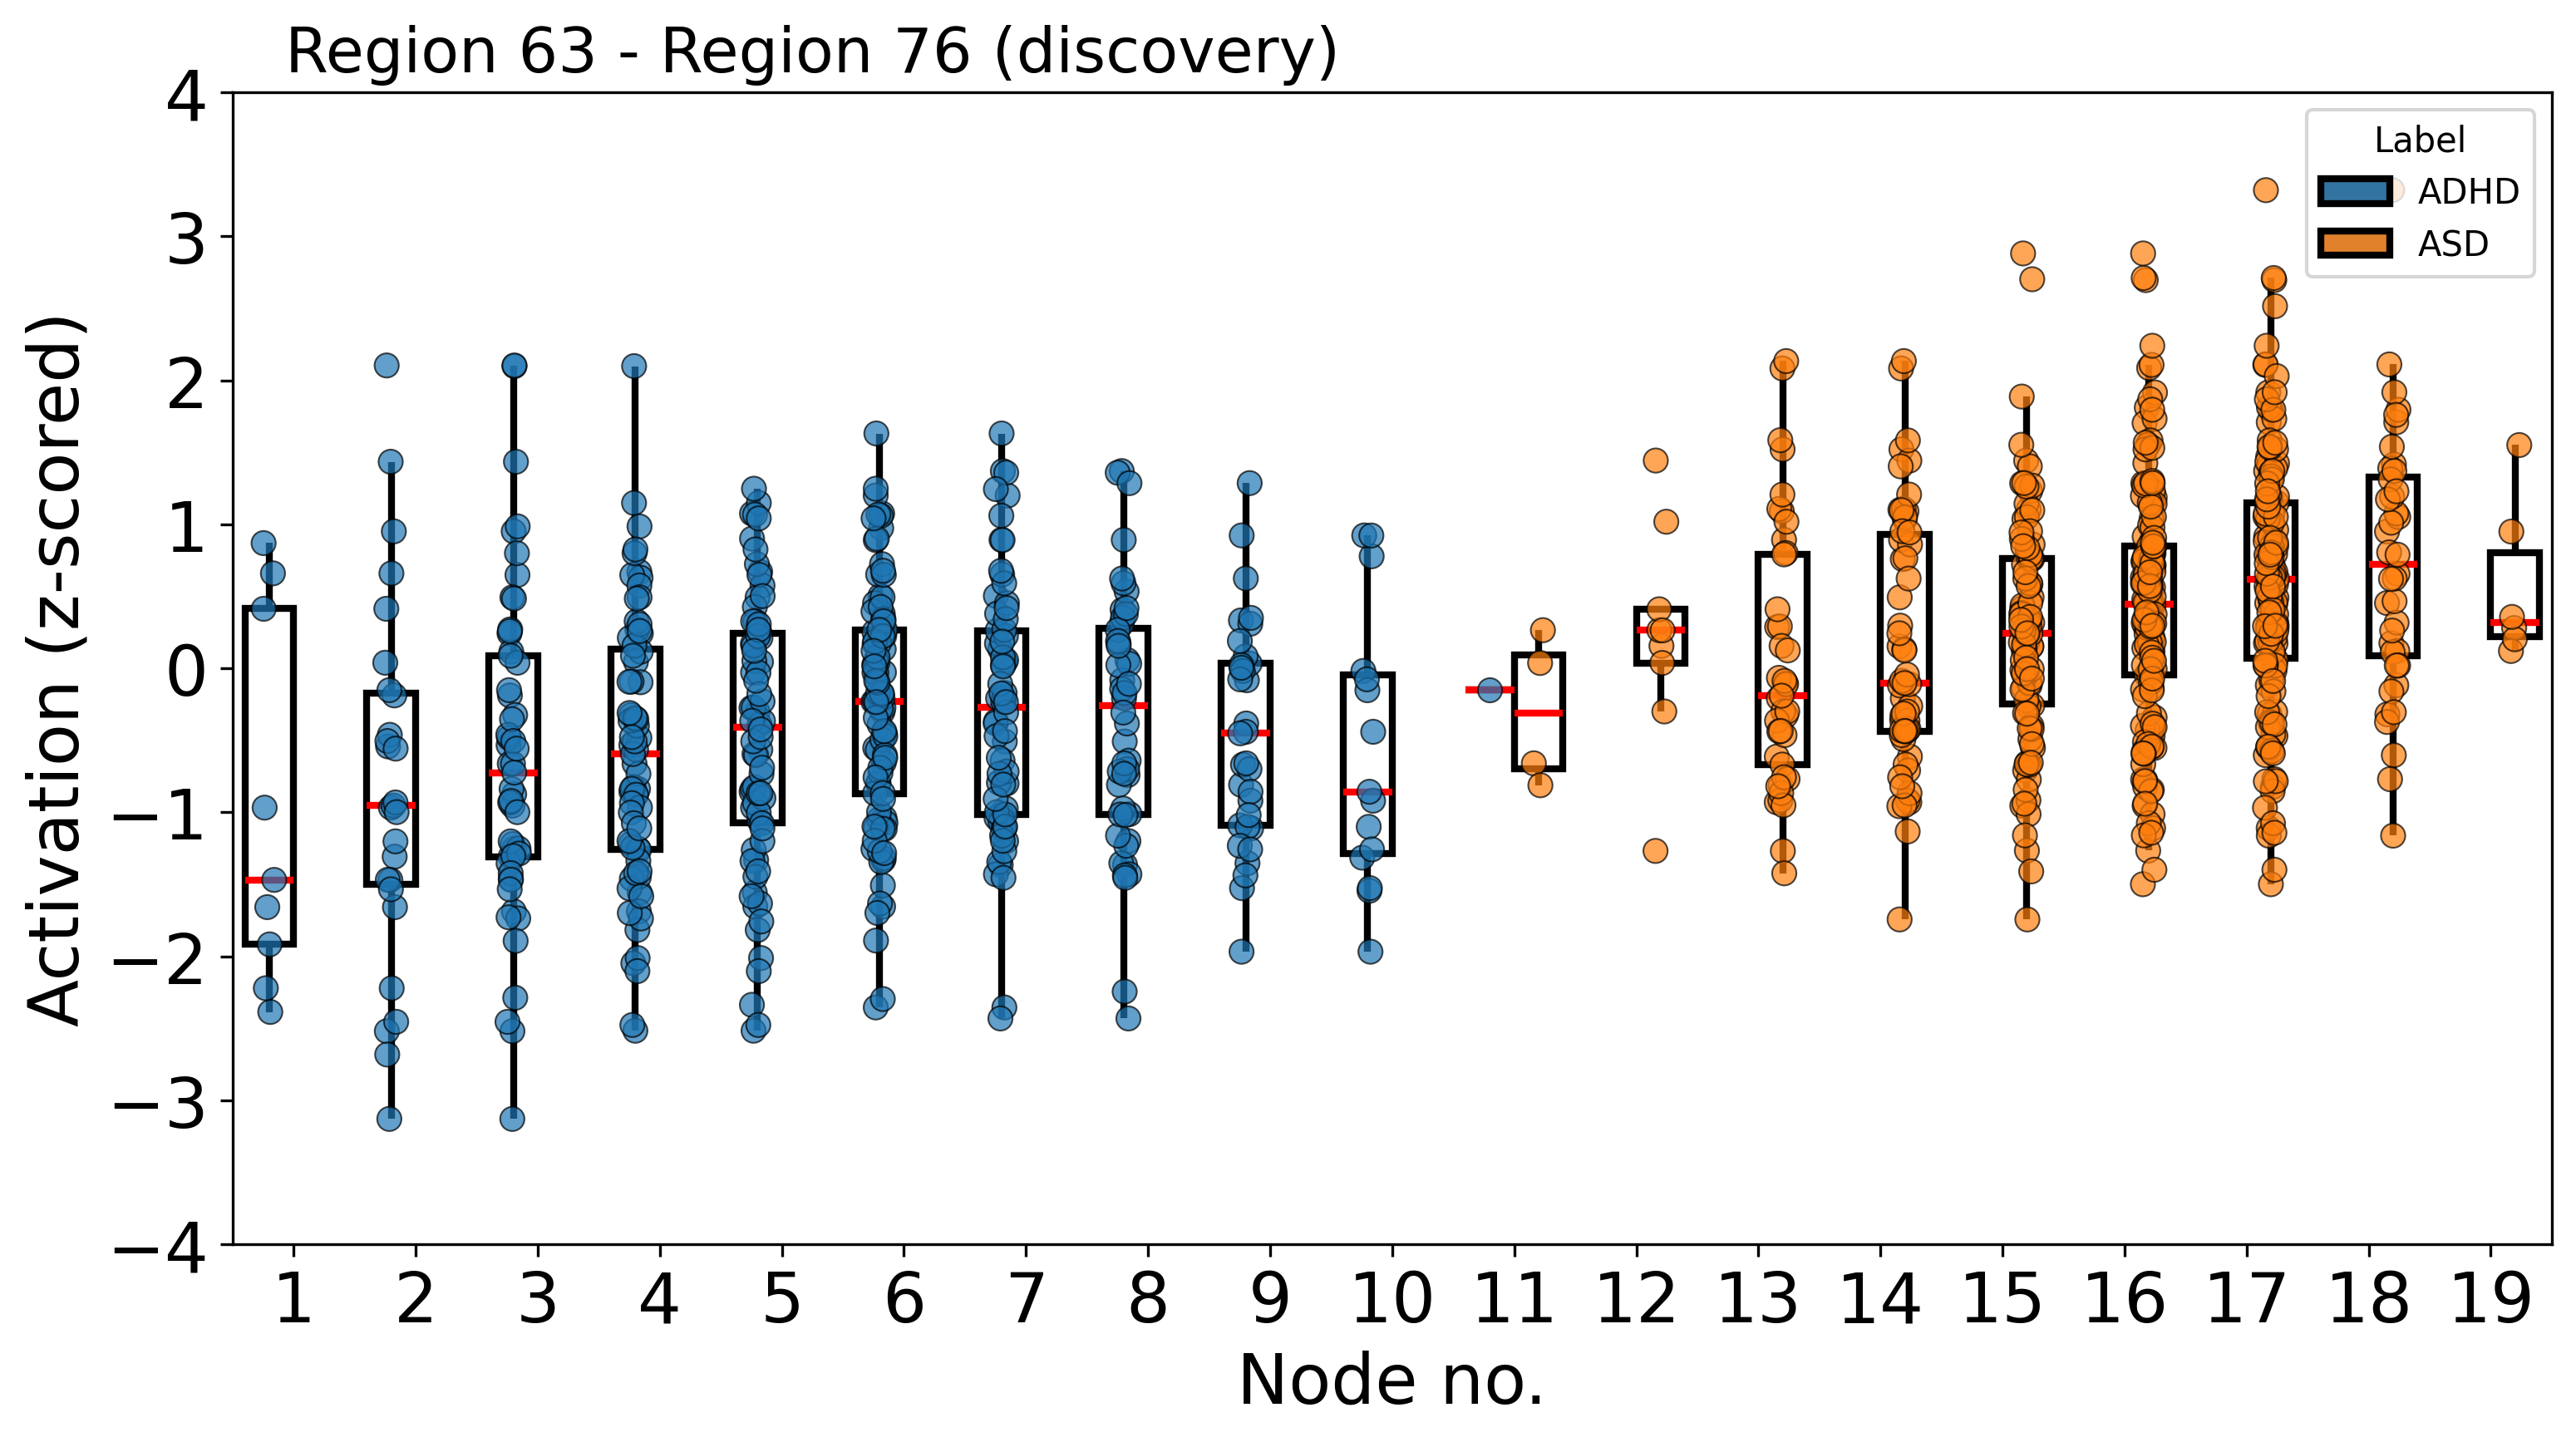 Region 63 - Region 76 (discovery)
Activation (z-scored)
4
3
2
1
0
−1
−2
−3
−4
Label
ADHD
ASD
1 2 3 4 5 6 7 8 9 10 11 12 13 14 15 16 17 18 19
Node no.